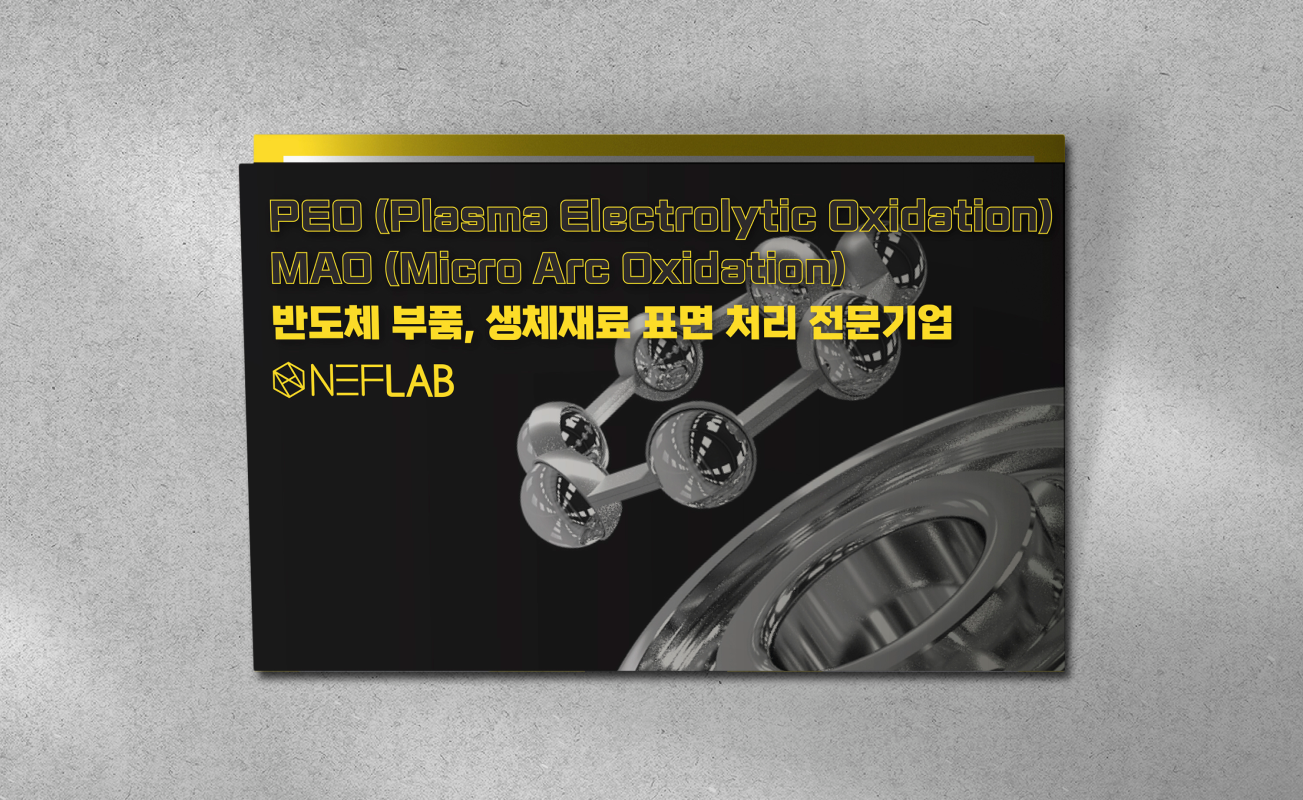 PEO (Plasma Electrolytic Oxidation)
MAO (Micro Arc Oxidation)
반도체 부품, 생체재료 표면 처리 전문기업
NEFLAB